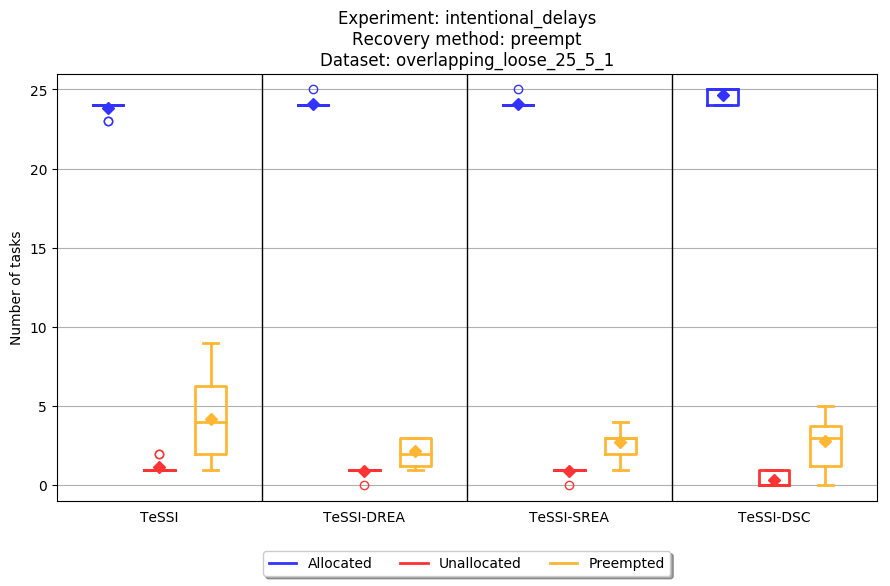 Experiment: intentional_delays
Recovery method: preempt
Dataset: overlapping_loose_25_5_1
Number of tasks
25
20
15
10
5
0
TeSSI TeSSI-DREA TeSSI-SREA TeSSI-DSC
Allocated Unallocated Preempted